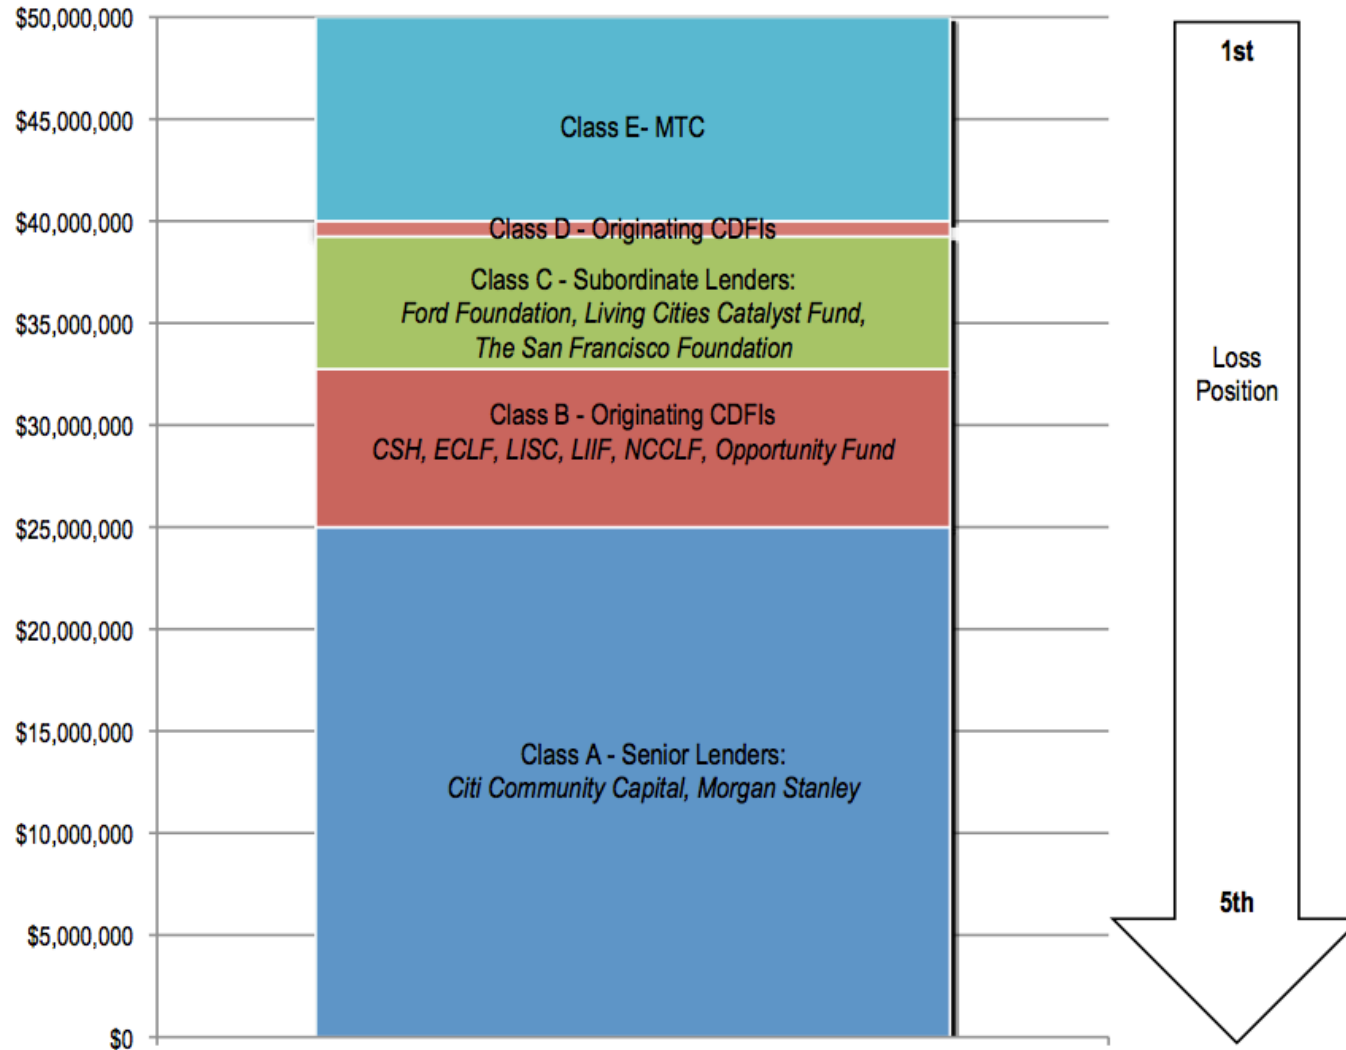 $50,000,000
$45,000,000
$40,000,000
$35,000,000
$30,000,000
$25,000,000
$20,000,000
$15,000,000
$10,000,000
$5,000,000
$0
Class E- MTC
Class D - Originating CDFIs
Class C - Subordinate Lenders:
Ford Foundation, Living Cities Catalyst Fund,
The San Francisco Foundation
Class B - Originating CDFIs
CSH, ECLF, LISC, LIIF, NCCLF, Opportunity Fund
Class A - Senior Lenders:
Citi Community Capital, Morgan Stanley
1st
Loss
Position
5th